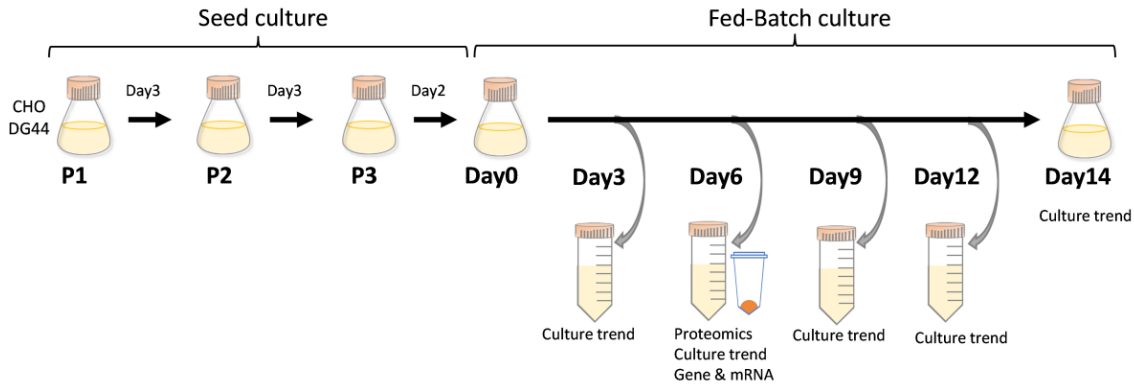 Seed culture
Fed-Batch culture
Day3
Day3
Day2
CHO
DG44
P1
P2
P3
Day0
Day3
Day6
Day9
Day12
Day14
Culture trend
Culture trend
Proteomics
Culture trend
Gene & mRNA
Culture trend
Culture trend